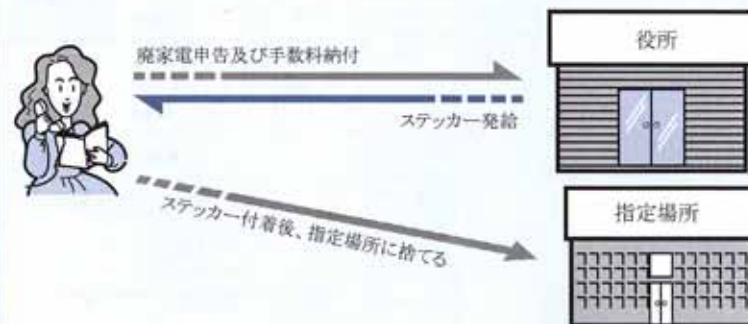 廃家電申告及び手数料納付
役所
ステッカー発給
指定場所
ステッカー付着後、指定場所に捨てる